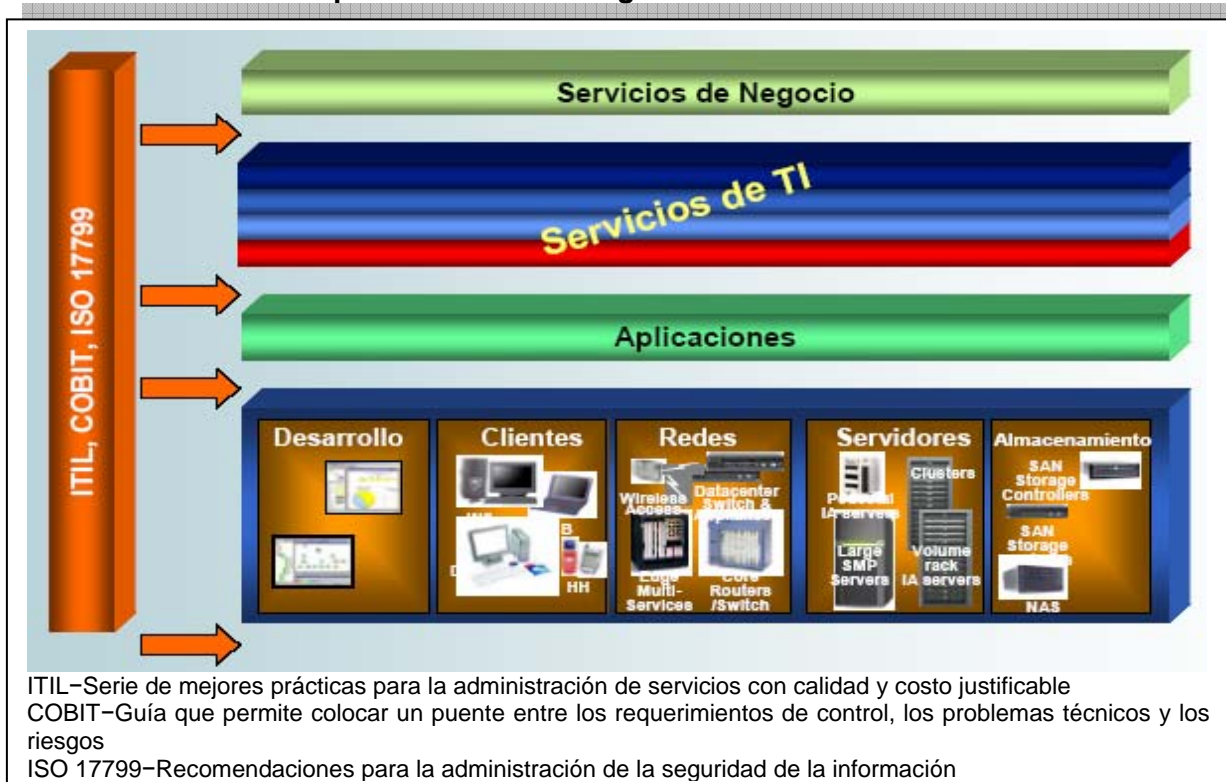 ITIL, COBIT, ISO 17799
Servicios de Negocio
Servicios de TI
Aplicaciones
Desarrollo
Clientes
HH
Redes
Wireless
Access
Datacenter
Switch &
Edge
Multi-
Services
Core
Routers
/Switch
Servidores
IA servers
Clusters
Large
SMP
Servers
Volume
rack
IA servers
Almacenamiento
SAN
Storage
Controllers
SAN
Storage
NAS
ITIL−Serie de mejores prácticas para la administración de servicios con calidad y costo justificable
COBIT−Guía que permite colocar un puente entre los requerimientos de control, los problemas técnicos y los
riesgos
ISO 17799−Recomendaciones para la administración de la seguridad de la información